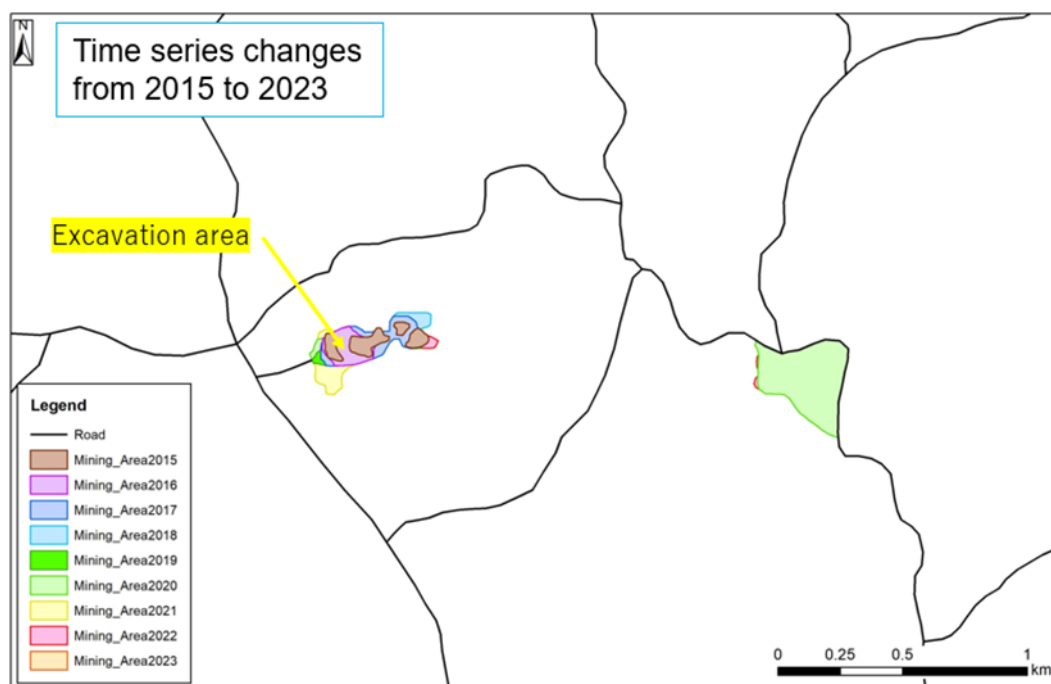 N
Time series changes
from 2015 to 2023
Excavation area
Legend
Road
Mining_Area2015
Mining_Area2016
Mining_Area2017
Mining_Area2018
Mining_Area2019
Mining_Area2020
Mining_Area2021
Mining_Area2022
Mining_Area2023
0 0.25 0.5 1
km